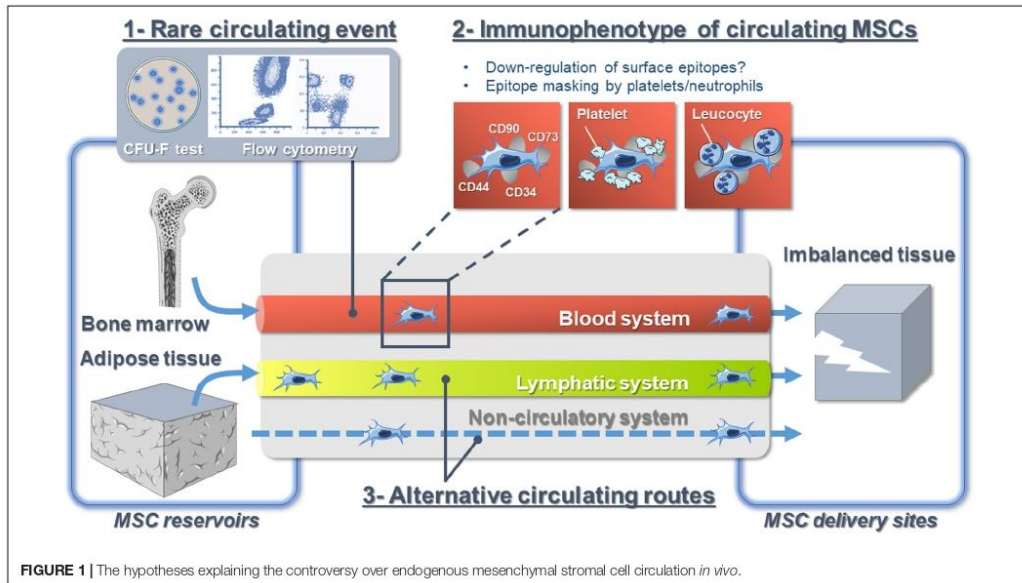 1- Rare circulating event
CFU-F test
Flow cytometry
2- Immunophenotype of circulating MSCs
• Down-regulation of surface epitopes?
• Epitope masking by platelets/neutrophils
CD90
CD73
CD44
CD34
Platelet
Leucocyte
Bone marrow
Adipose tissue
MSC reservoirs
Blood system
Lymphatic system
Non-circulatory system
3- Alternative circulating routes
Imbalanced tissue
MSC delivery sites
FIGURE 1 | The hypotheses explaining the controversy over endogenous mesenchymal stromal cell circulation in vivo.